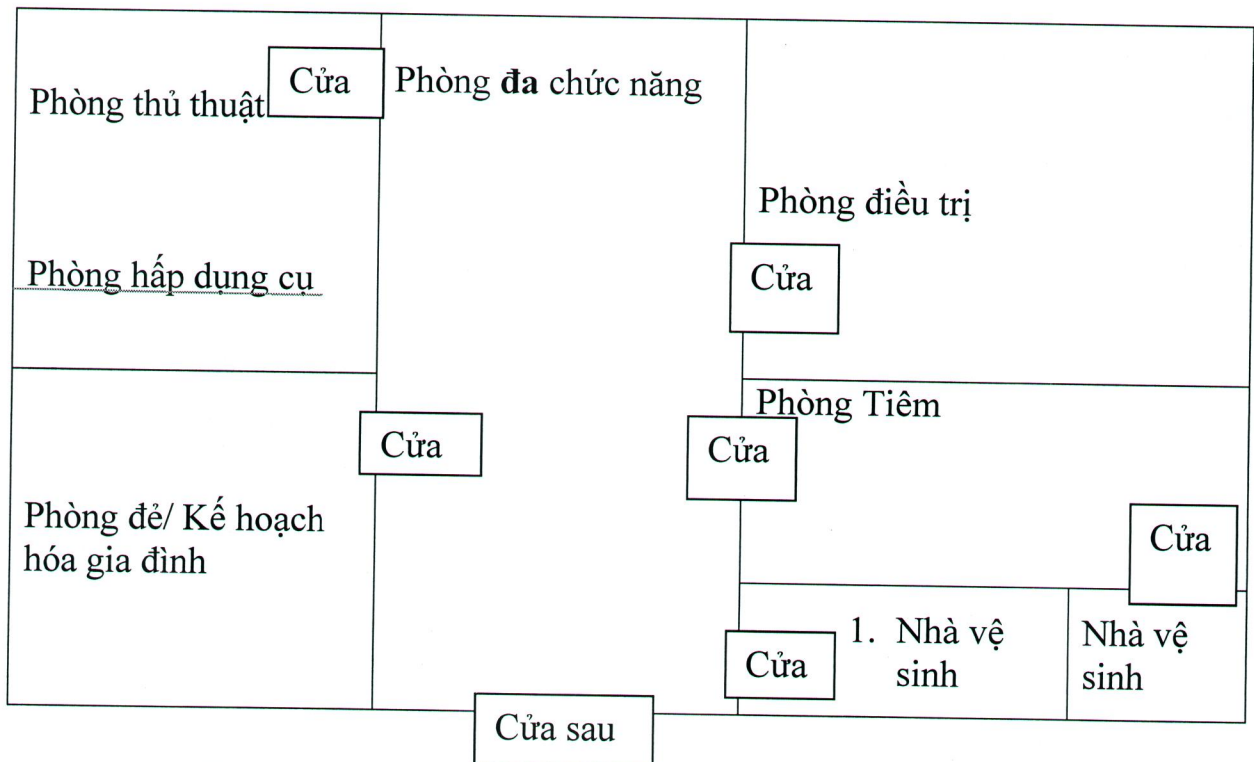 Cửa
Phòng đa chức năng
Phòng thủ thuật
Phòng điều trị
Phòng hấp dụng cụ
Cửa
Phòng Tiêm
Cửa
Cửa
Phòng đẻ/ Kế hoạch
hóa gia đình
Cửa
1. Nhà vệ
sinh
Nhà vệ
sinh
Cửa
Cửa sau